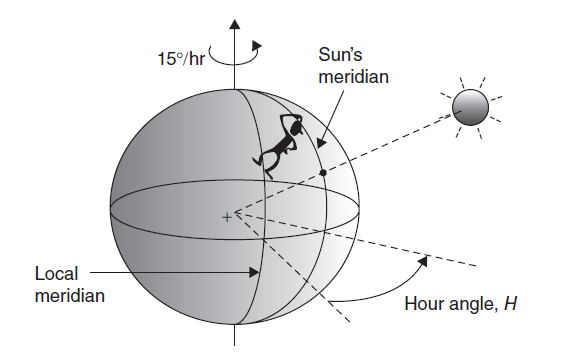 15°/hr
Sun's
meridian
Local
meridian
Hour angle, H